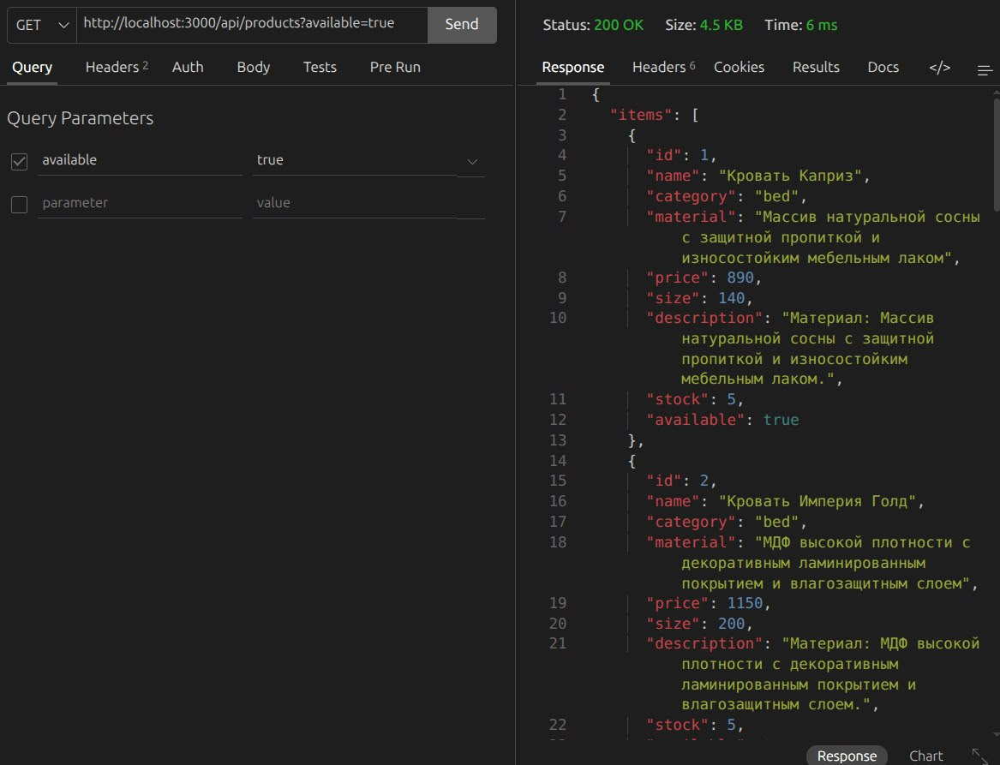 GET http://localhost:3000/api/products?available=true Send
Query Headers 2 Auth Body Tests Pre Run
Query Parameters
available true
parameter value
Status: 200 OK Size: 4.5 KB Time: 6 ms
Response Headers 6 Cookies Results Docs </>
1 {
2 "items": [
3 {
4 "id": 1,
5 "name": "Кровать Каприз",
6 "category": "bed",
7 "material": "Массив натуральной сосны
с защитной пропиткой и
износостойким мебельным лаком",
8 "price": 890,
9 "size": 140,
10 "description": "Материал: Массив
натуральной сосны с защитной
пропиткой и износостойким
мебельным лаком.",
11 "stock": 5,
12 "available": true
13 },
14 {
15 "id": 2,
16 "name": "Кровать Империя Голд",
17 "category": "bed",
18 "material": "МДФ высокой плотности с
декоративным ламинированным
покрытием и влагозащитным слоем",
19 "price": 1150,
20 "size": 200,
21 "description": "Материал: МДФ высокой
плотности с декоративным
ламинированным покрытием и
влагозащитным слоем.",
22 "stock": 5,
Response Chart